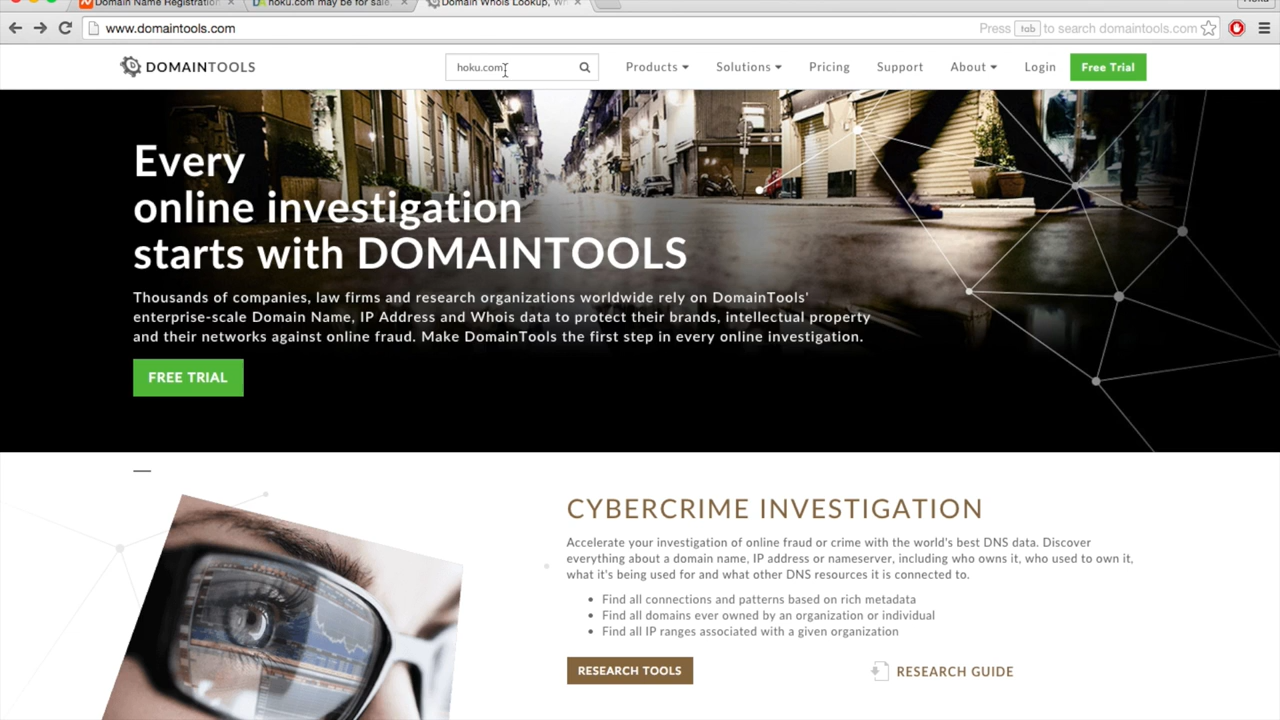 Domain Name Registration
hoku.com may be for sale.
Domain Whois Lookup, Wh
www.domaintools.com
Press tab to search domaintools.com
DOMAINTOOLS
hoku.com
Products
Solutions
Pricing
Support
About
Login
Free Trial
Every
online investigation
starts with DOMAINTOOLS
Thousands of companies, law firms and research organizations worldwide rely on DomainTools'
enterprise-scale Domain Name, IP Address and Whois data to protect their brands, intellectual property
and their networks against online fraud. Make DomainTools the first step in every online investigation.
FREE TRIAL
CYBERCRIME INVESTIGATION
Accelerate your investigation of online fraud or crime with the world's best DNS data. Discover
everything about a domain name, IP address or nameserver, including who owns it, who used to own it,
what it's being used for and what other DNS resources it is connected to.
• Find all connections and patterns based on rich metadata
• Find all domains ever owned by an organization or individual
• Find all IP ranges associated with a given organization
RESEARCH TOOLS
RESEARCH GUIDE